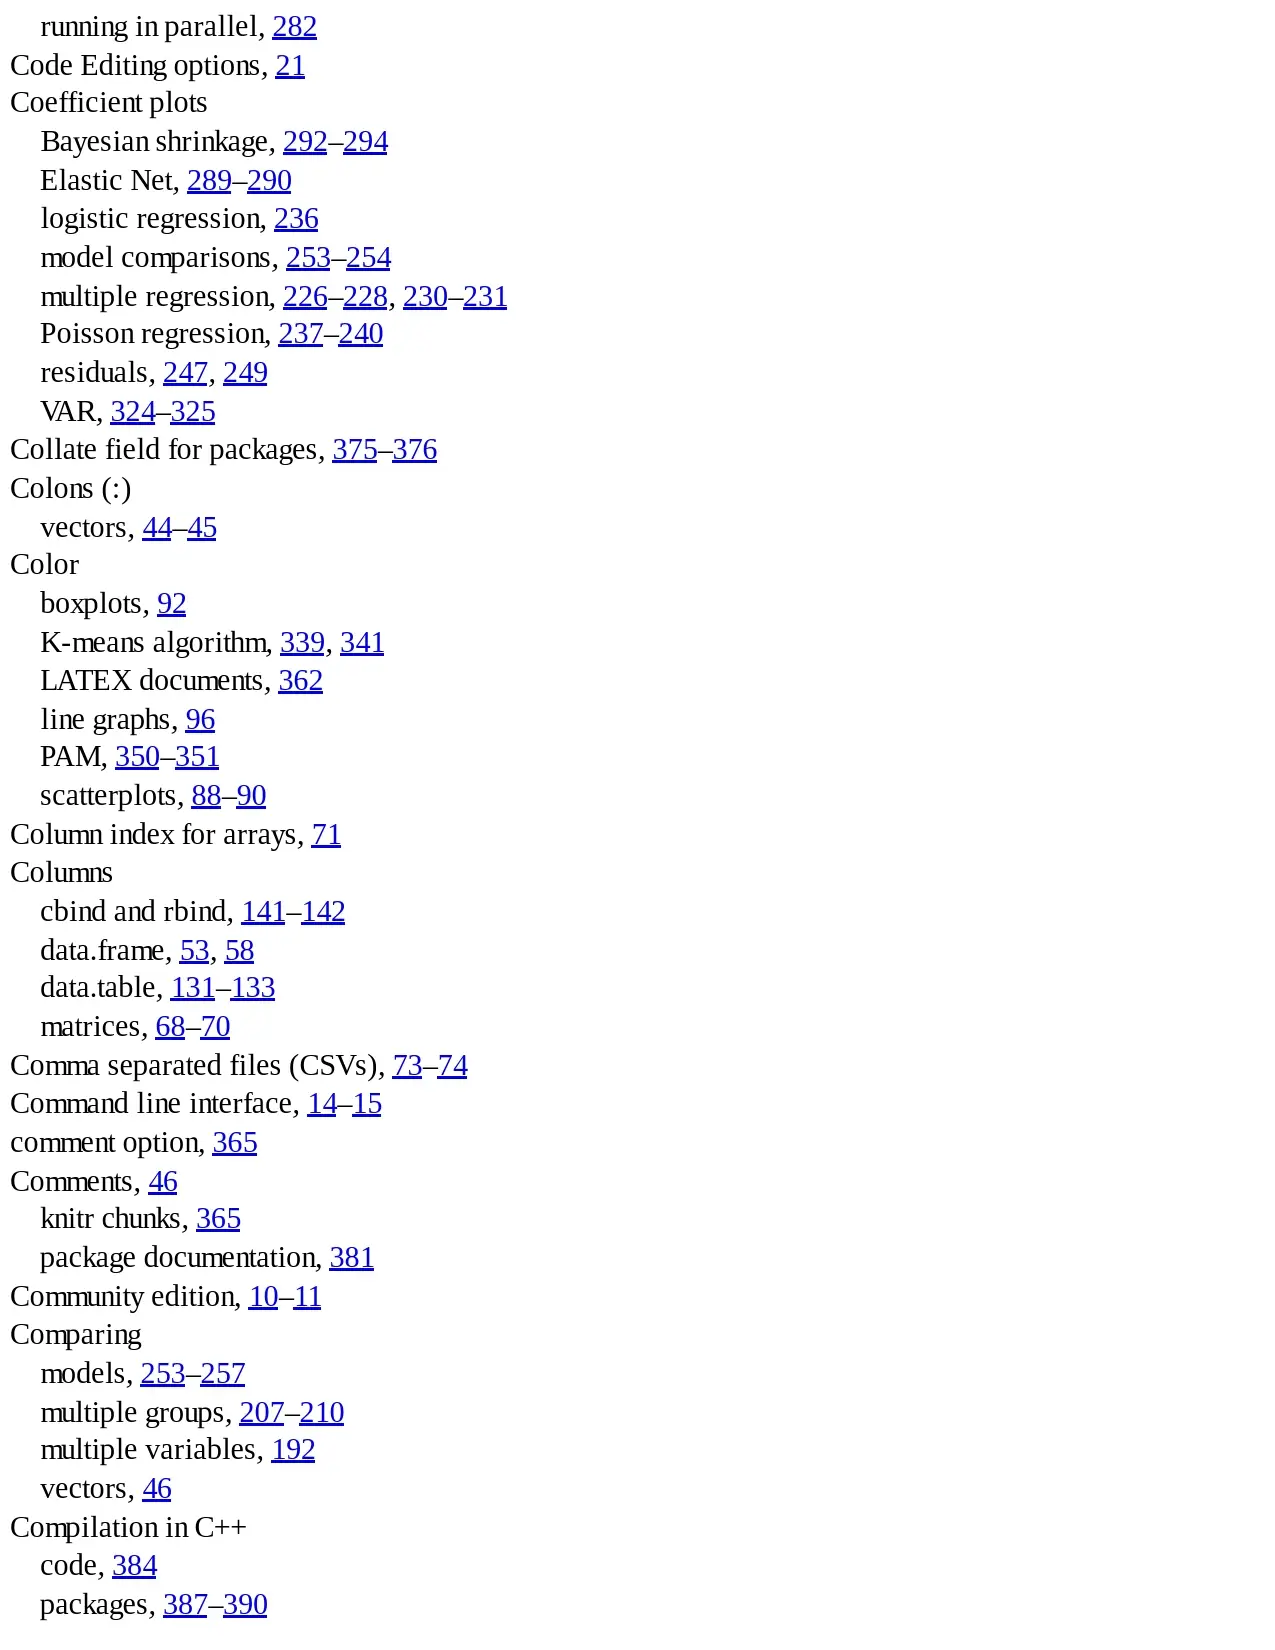 running in parallel, 282
Code Editing options, 21
Coefficient plots
Bayesian shrinkage, 292–294
Elastic Net, 289–290
logistic regression, 236
model comparisons, 253–254
multiple regression, 226–228, 230–231
Poisson regression, 237–240
residuals, 247, 249
VAR, 324–325
Collate field for packages, 375–376
Colons (:)
vectors, 44–45
Color
boxplots, 92
K-means algorithm, 339, 341
LATEX documents, 362
line graphs, 96
PAM, 350–351
scatterplots, 88–90
Column index for arrays, 71
Columns
cbind and rbind, 141–142
data.frame, 53, 58
data.table, 131–133
matrices, 68–70
Comma separated files (CSVs), 73–74
Command line interface, 14–15
comment option, 365
Comments, 46
knitr chunks, 365
package documentation, 381
Community edition, 10–11
Comparing
models, 253–257
multiple groups, 207–210
multiple variables, 192
vectors, 46
Compilation in C++
code, 384
packages, 387–390